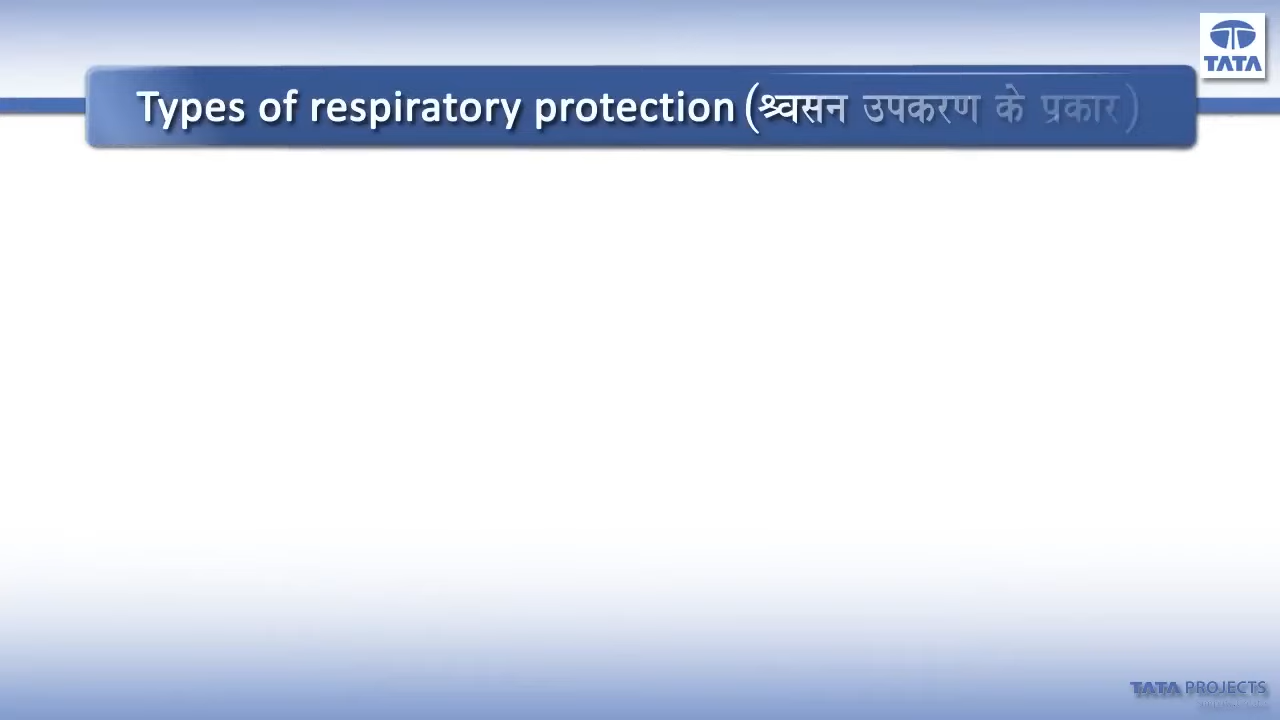 TATA
Types of respiratory protection (श्वसन उपकरण के प्रकार)
TATA PROJECTS